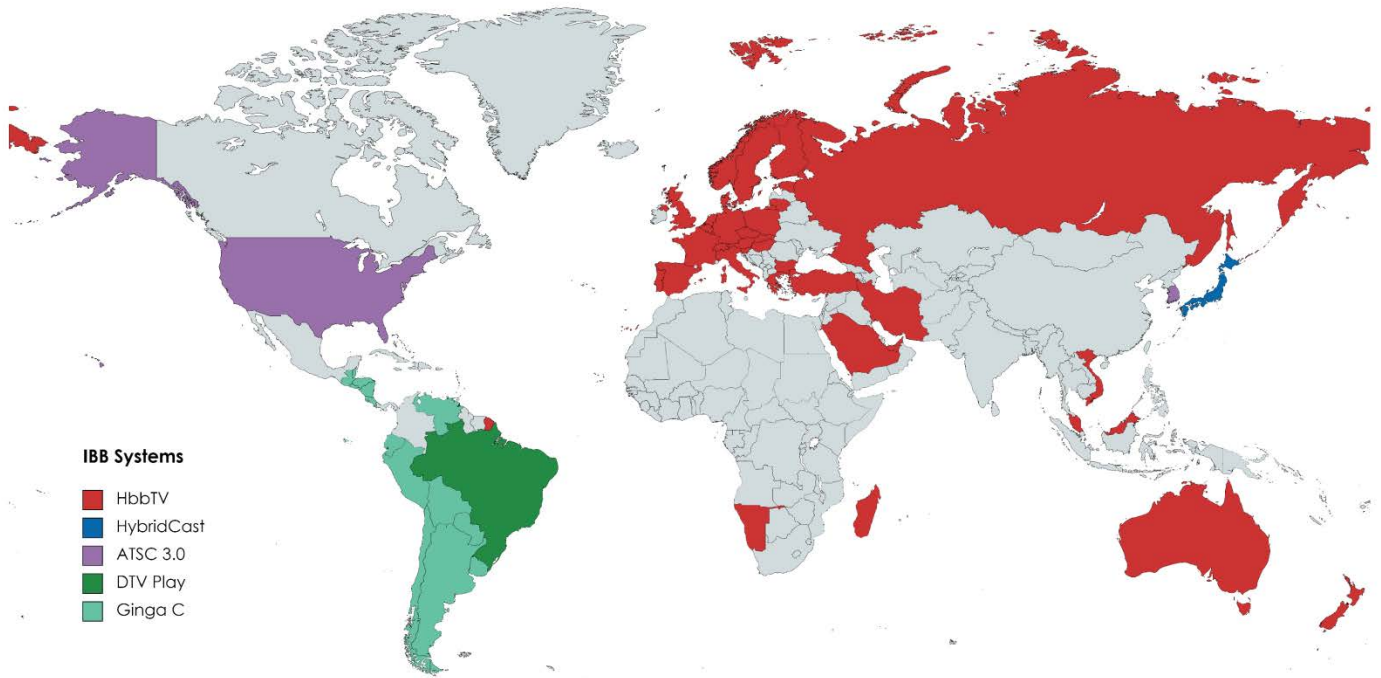 IBB Systems
HbbTV
HybridCast
ATSC 3.0
DTV Play
Ginga C